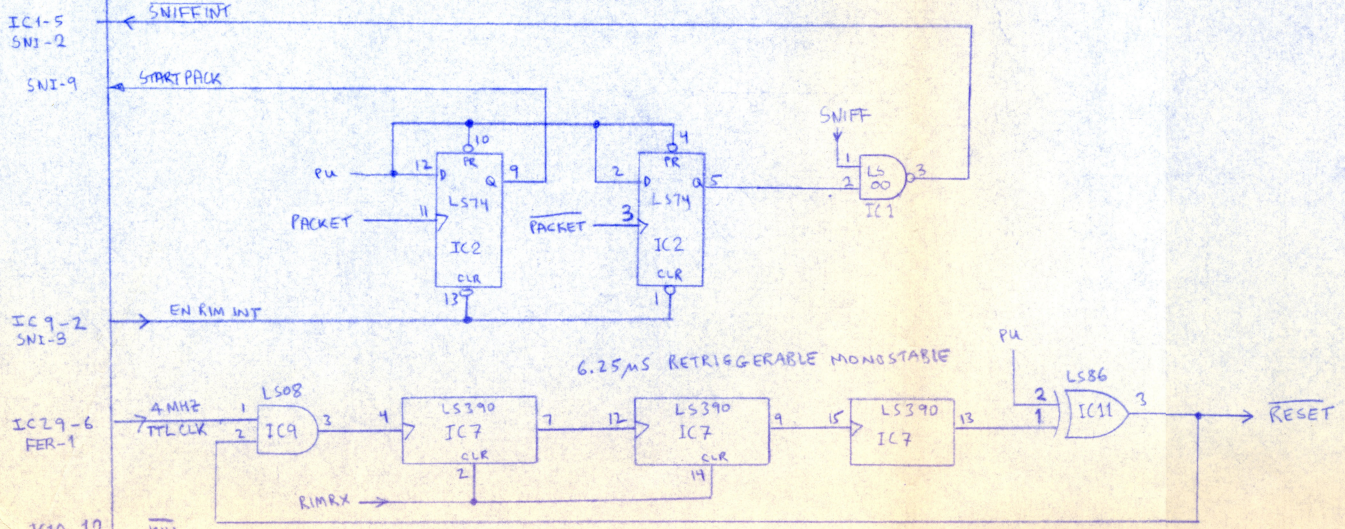 IC1-5
SNI-2
SNIFFINT
SNI-9
STARTPACK
SNIFF
1
2
LS
00
3
IC1
PU
12
D
10
PR
Q
9
LS74
PACKET
11
IC2
CLR
13
2
D
4
PR
Q
5
LS74
PACKET
3
IC2
CLR
1
IC9-2
SNI-3
EN RIM INT
6.25µS RETRIGGERABLE MONOSTABLE
IC29-6
FER-1
4MHZ
TTL CLK
LS08
1
2
IC9
3
4
LS390
IC7
CLR
2
7
12
LS390
IC7
CLR
14
9
15
LS390
IC7
13
PU
LS86
2
1
IC11
3
RESET
RIMRX